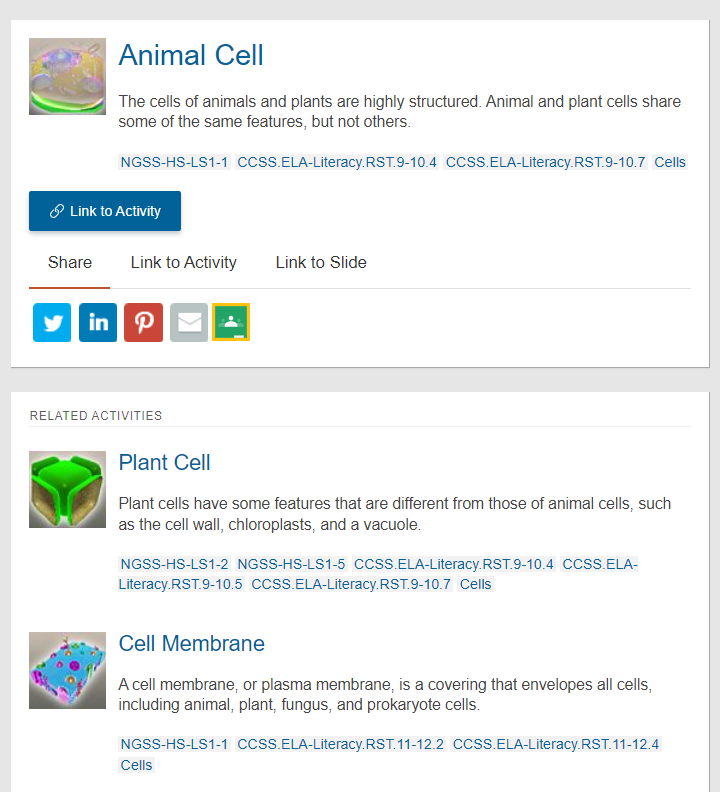 Animal Cell
The cells of animals and plants are highly structured. Animal and plant cells share
some of the same features, but not others.
NGSS-HS-LS1-1 CCSS.ELA-Literacy.RST.9-10.4 CCSS.ELA-Literacy.RST.9-10.7 Cells
Link to Activity
Share Link to Activity Link to Slide
in
RELATED ACTIVITIES
Plant Cell
Plant cells have some features that are different from those of animal cells, such
as the cell wall, chloroplasts, and a vacuole.
NGSS-HS-LS1-2 NGSS-HS-LS1-5 CCSS.ELA-Literacy.RST.9-10.4 CCSS.ELA-
Literacy.RST.9-10.5 CCSS.ELA-Literacy.RST.9-10.7 Cells
Cell Membrane
A cell membrane, or plasma membrane, is a covering that envelopes all cells,
including animal, plant, fungus, and prokaryote cells.
NGSS-HS-LS1-1 CCSS.ELA-Literacy.RST.11-12.2 CCSS.ELA-Literacy.RST.11-12.4
Cells